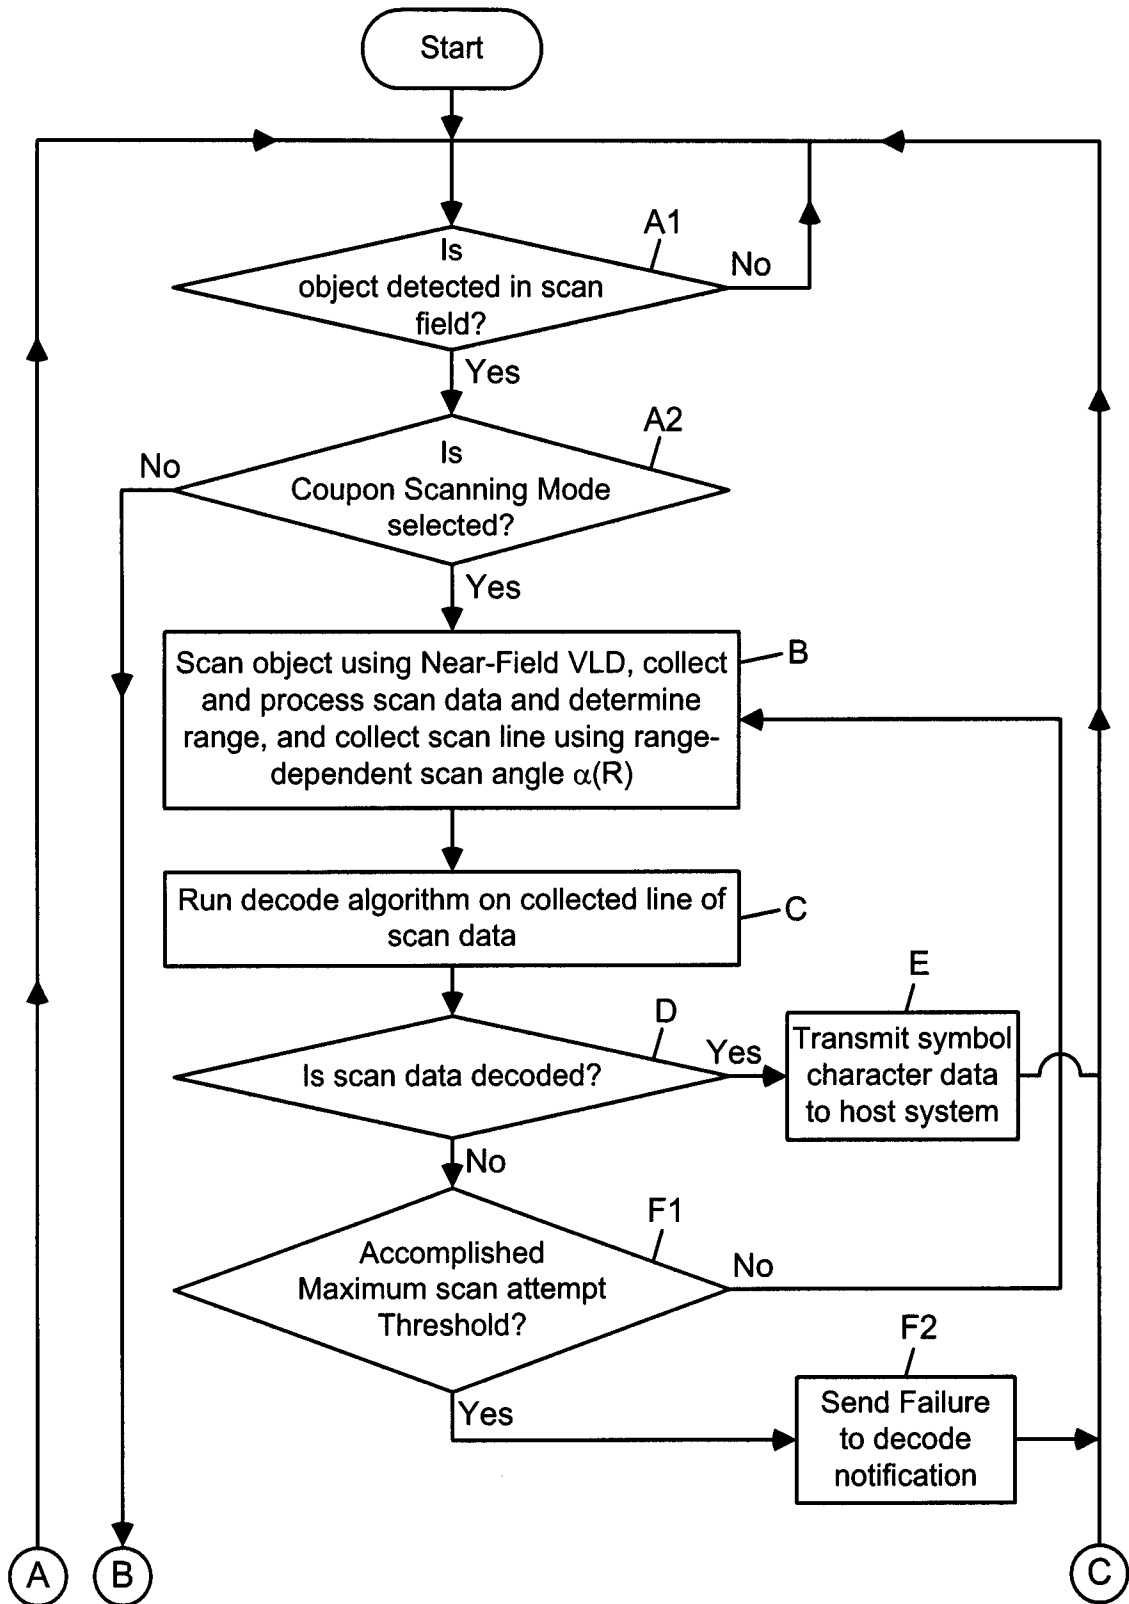 Start
A1
Is
object detected in scan
field?
No
Yes
A2
Is
Coupon Scanning Mode
selected?
No
Yes
B
Scan object using Near-Field VLD, collect
and process scan data and determine
range, and collect scan line using range-
dependent scan angle α(R)
Run decode algorithm on collected line of
scan data
C
D
Is scan data decoded?
Yes
E
Transmit symbol
character data
to host system
No
F1
Accomplished
Maximum scan attempt
Threshold?
No
Yes
F2
Send Failure
to decode
notification
A
B
C